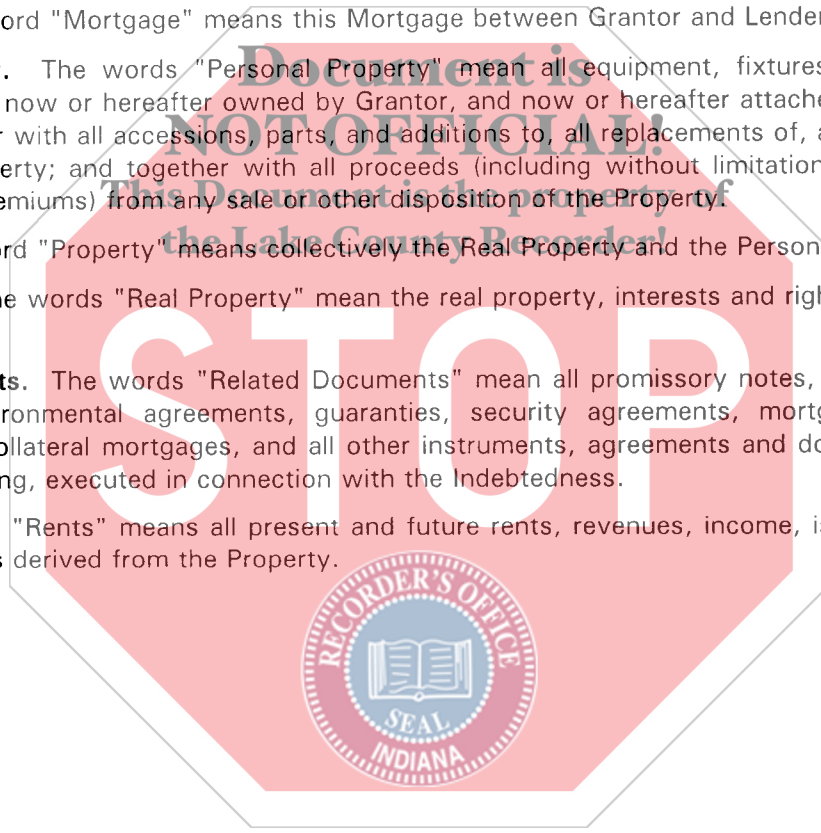 ord "Mortgage" means this Mortgage between Grantor and Lender
Document is
. The words "Personal Property" mean all equipment, fixtures
now or hereafter owned by Grantor, and now or hereafter attache
NOT OFFICIAL!
r with all accessions, parts, and additions to, all replacements of, a
erty; and together with all proceeds (including without limitation
This Document is the property of
emiums) from any sale or other disposition of the Property.
the Lake County Recorder!
rd "Property" means collectively the Real Property and the Person
ne words "Real Property" mean the real property, interests and righ
STOP
ts. The words "Related Documents" mean all promissory notes,
ronmental agreements, guaranties, security agreements, mortg
ollateral mortgages, and all other instruments, agreements and do
ng, executed in connection with the Indebtedness.
"Rents" means all present and future rents, revenues, income, is
s derived from the Property.
RECORDER'S OFFICE
SEAL
INDIANA